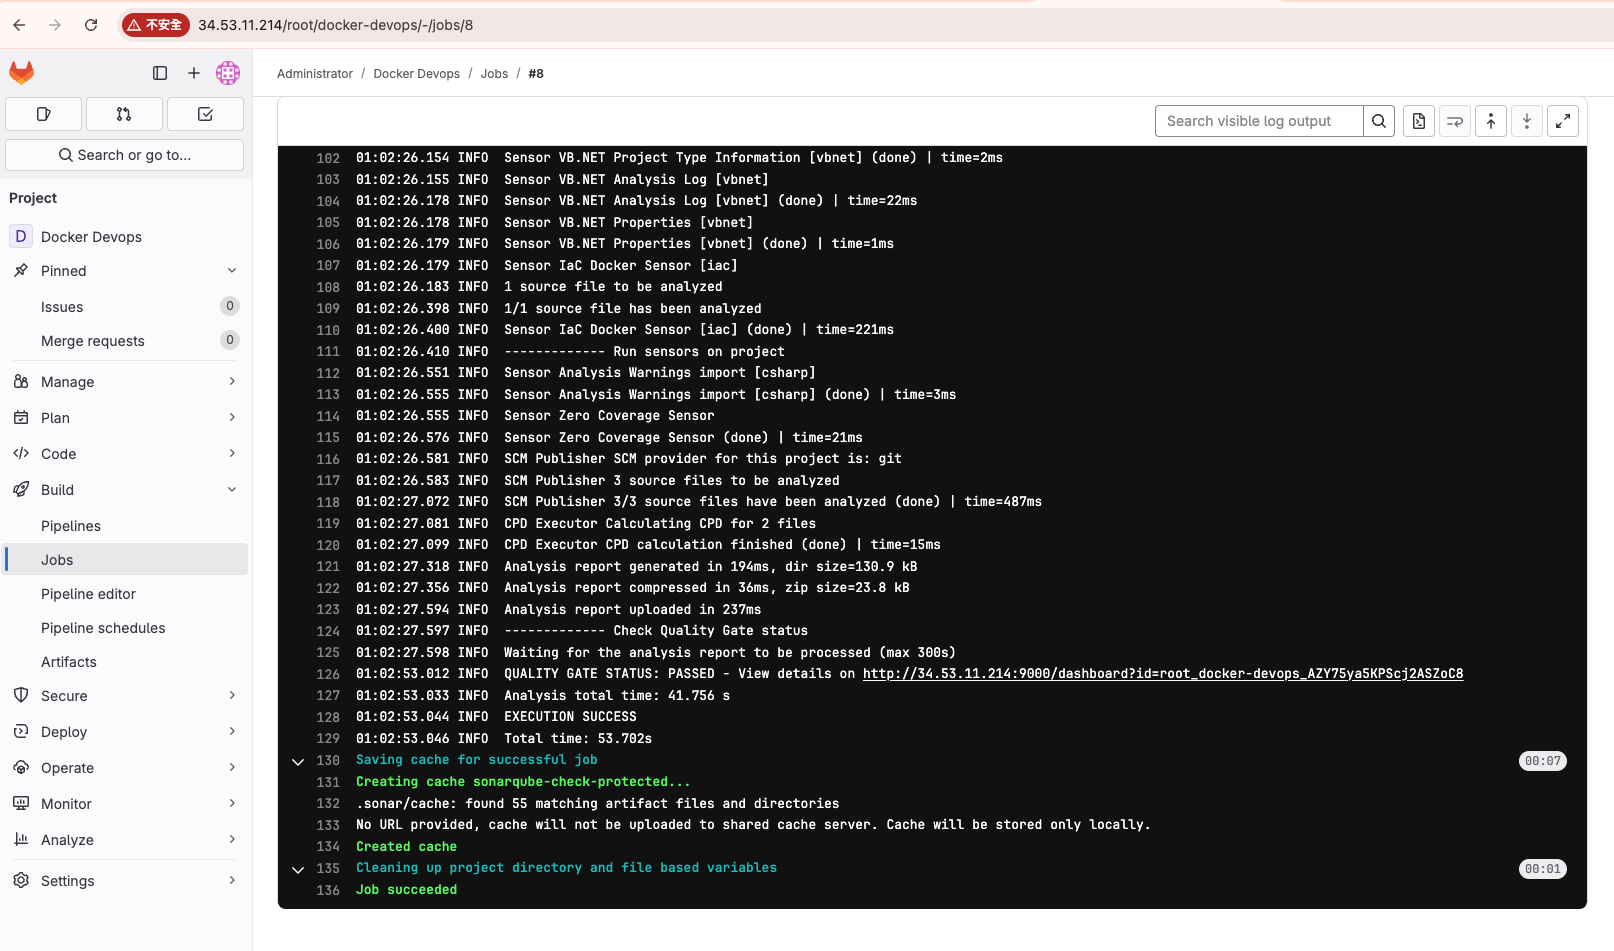 不安全 34.53.11.214/root/docker-devops/-/jobs/8
Administrator / Docker Devops / Jobs / #8
Search or go to...
Project
D Docker Devops
Pinned
Issues 0
Merge requests 0
Manage
Plan
Code
Build
Pipelines
Jobs
Pipeline editor
Pipeline schedules
Artifacts
Secure
Deploy
Operate
Monitor
Analyze
Settings
Search visible log output
102 01:02:26.154 INFO  Sensor VB.NET Project Type Information [vbnet] (done) | time=2ms
103 01:02:26.155 INFO  Sensor VB.NET Analysis Log [vbnet]
104 01:02:26.178 INFO  Sensor VB.NET Analysis Log [vbnet] (done) | time=22ms
105 01:02:26.178 INFO  Sensor VB.NET Properties [vbnet]
106 01:02:26.179 INFO  Sensor VB.NET Properties [vbnet] (done) | time=1ms
107 01:02:26.179 INFO  Sensor IaC Docker Sensor [iac]
108 01:02:26.183 INFO  1 source file to be analyzed
109 01:02:26.398 INFO  1/1 source file has been analyzed
110 01:02:26.400 INFO  Sensor IaC Docker Sensor [iac] (done) | time=221ms
111 01:02:26.410 INFO  ------------- Run sensors on project
112 01:02:26.551 INFO  Sensor Analysis Warnings import [csharp]
113 01:02:26.555 INFO  Sensor Analysis Warnings import [csharp] (done) | time=3ms
114 01:02:26.555 INFO  Sensor Zero Coverage Sensor
115 01:02:26.576 INFO  Sensor Zero Coverage Sensor (done) | time=21ms
116 01:02:26.581 INFO  SCM Publisher SCM provider for this project is: git
117 01:02:26.583 INFO  SCM Publisher 3 source files to be analyzed
118 01:02:27.072 INFO  SCM Publisher 3/3 source files have been analyzed (done) | time=487ms
119 01:02:27.081 INFO  CPD Executor Calculating CPD for 2 files
120 01:02:27.099 INFO  CPD Executor CPD calculation finished (done) | time=15ms
121 01:02:27.318 INFO  Analysis report generated in 194ms, dir size=130.9 kB
122 01:02:27.356 INFO  Analysis report compressed in 36ms, zip size=23.8 kB
123 01:02:27.594 INFO  Analysis report uploaded in 237ms
124 01:02:27.597 INFO  ------------- Check Quality Gate status
125 01:02:27.598 INFO  Waiting for the analysis report to be processed (max 300s)
126 01:02:53.012 INFO  QUALITY GATE STATUS: PASSED - View details on http://34.53.11.214:9000/dashboard?id=root_docker-devops_AZY75ya5KPScj2ASZoC8
127 01:02:53.033 INFO  Analysis total time: 41.756 s
128 01:02:53.044 INFO  EXECUTION SUCCESS
129 01:02:53.046 INFO  Total time: 53.702s
130 Saving cache for successful job 00:07
131 Creating cache sonarqube-check-protected...
132 .sonar/cache: found 55 matching artifact files and directories
133 No URL provided, cache will not be uploaded to shared cache server. Cache will be stored only locally.
134 Created cache
135 Cleaning up project directory and file based variables 00:01
136 Job succeeded